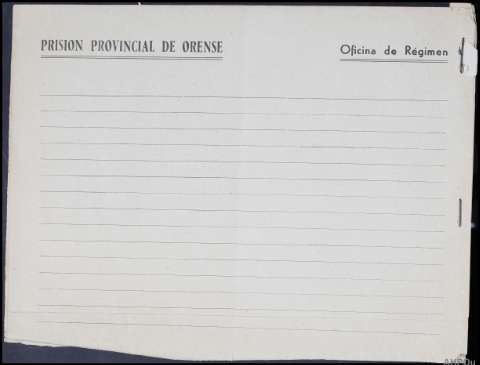 PRISION PROVINCIAL DE ORENSE
Oficina de Régimen